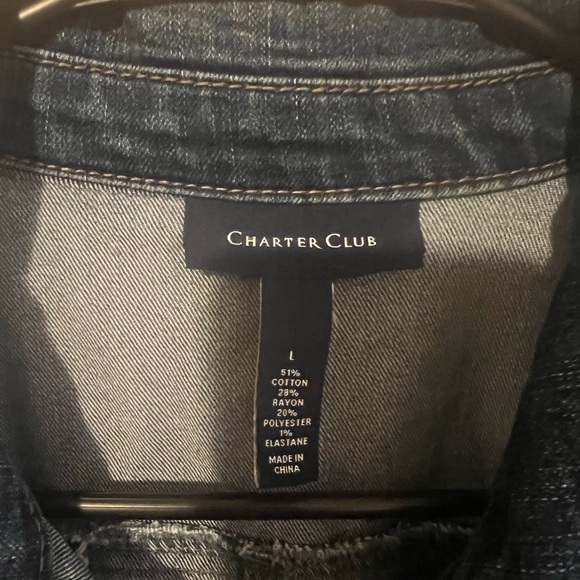 CHARTER CLUB
L
51%
COTTON
28%
RAYON
20%
POLYESTER
1%
ELASTANE
MADE IN
CHINA